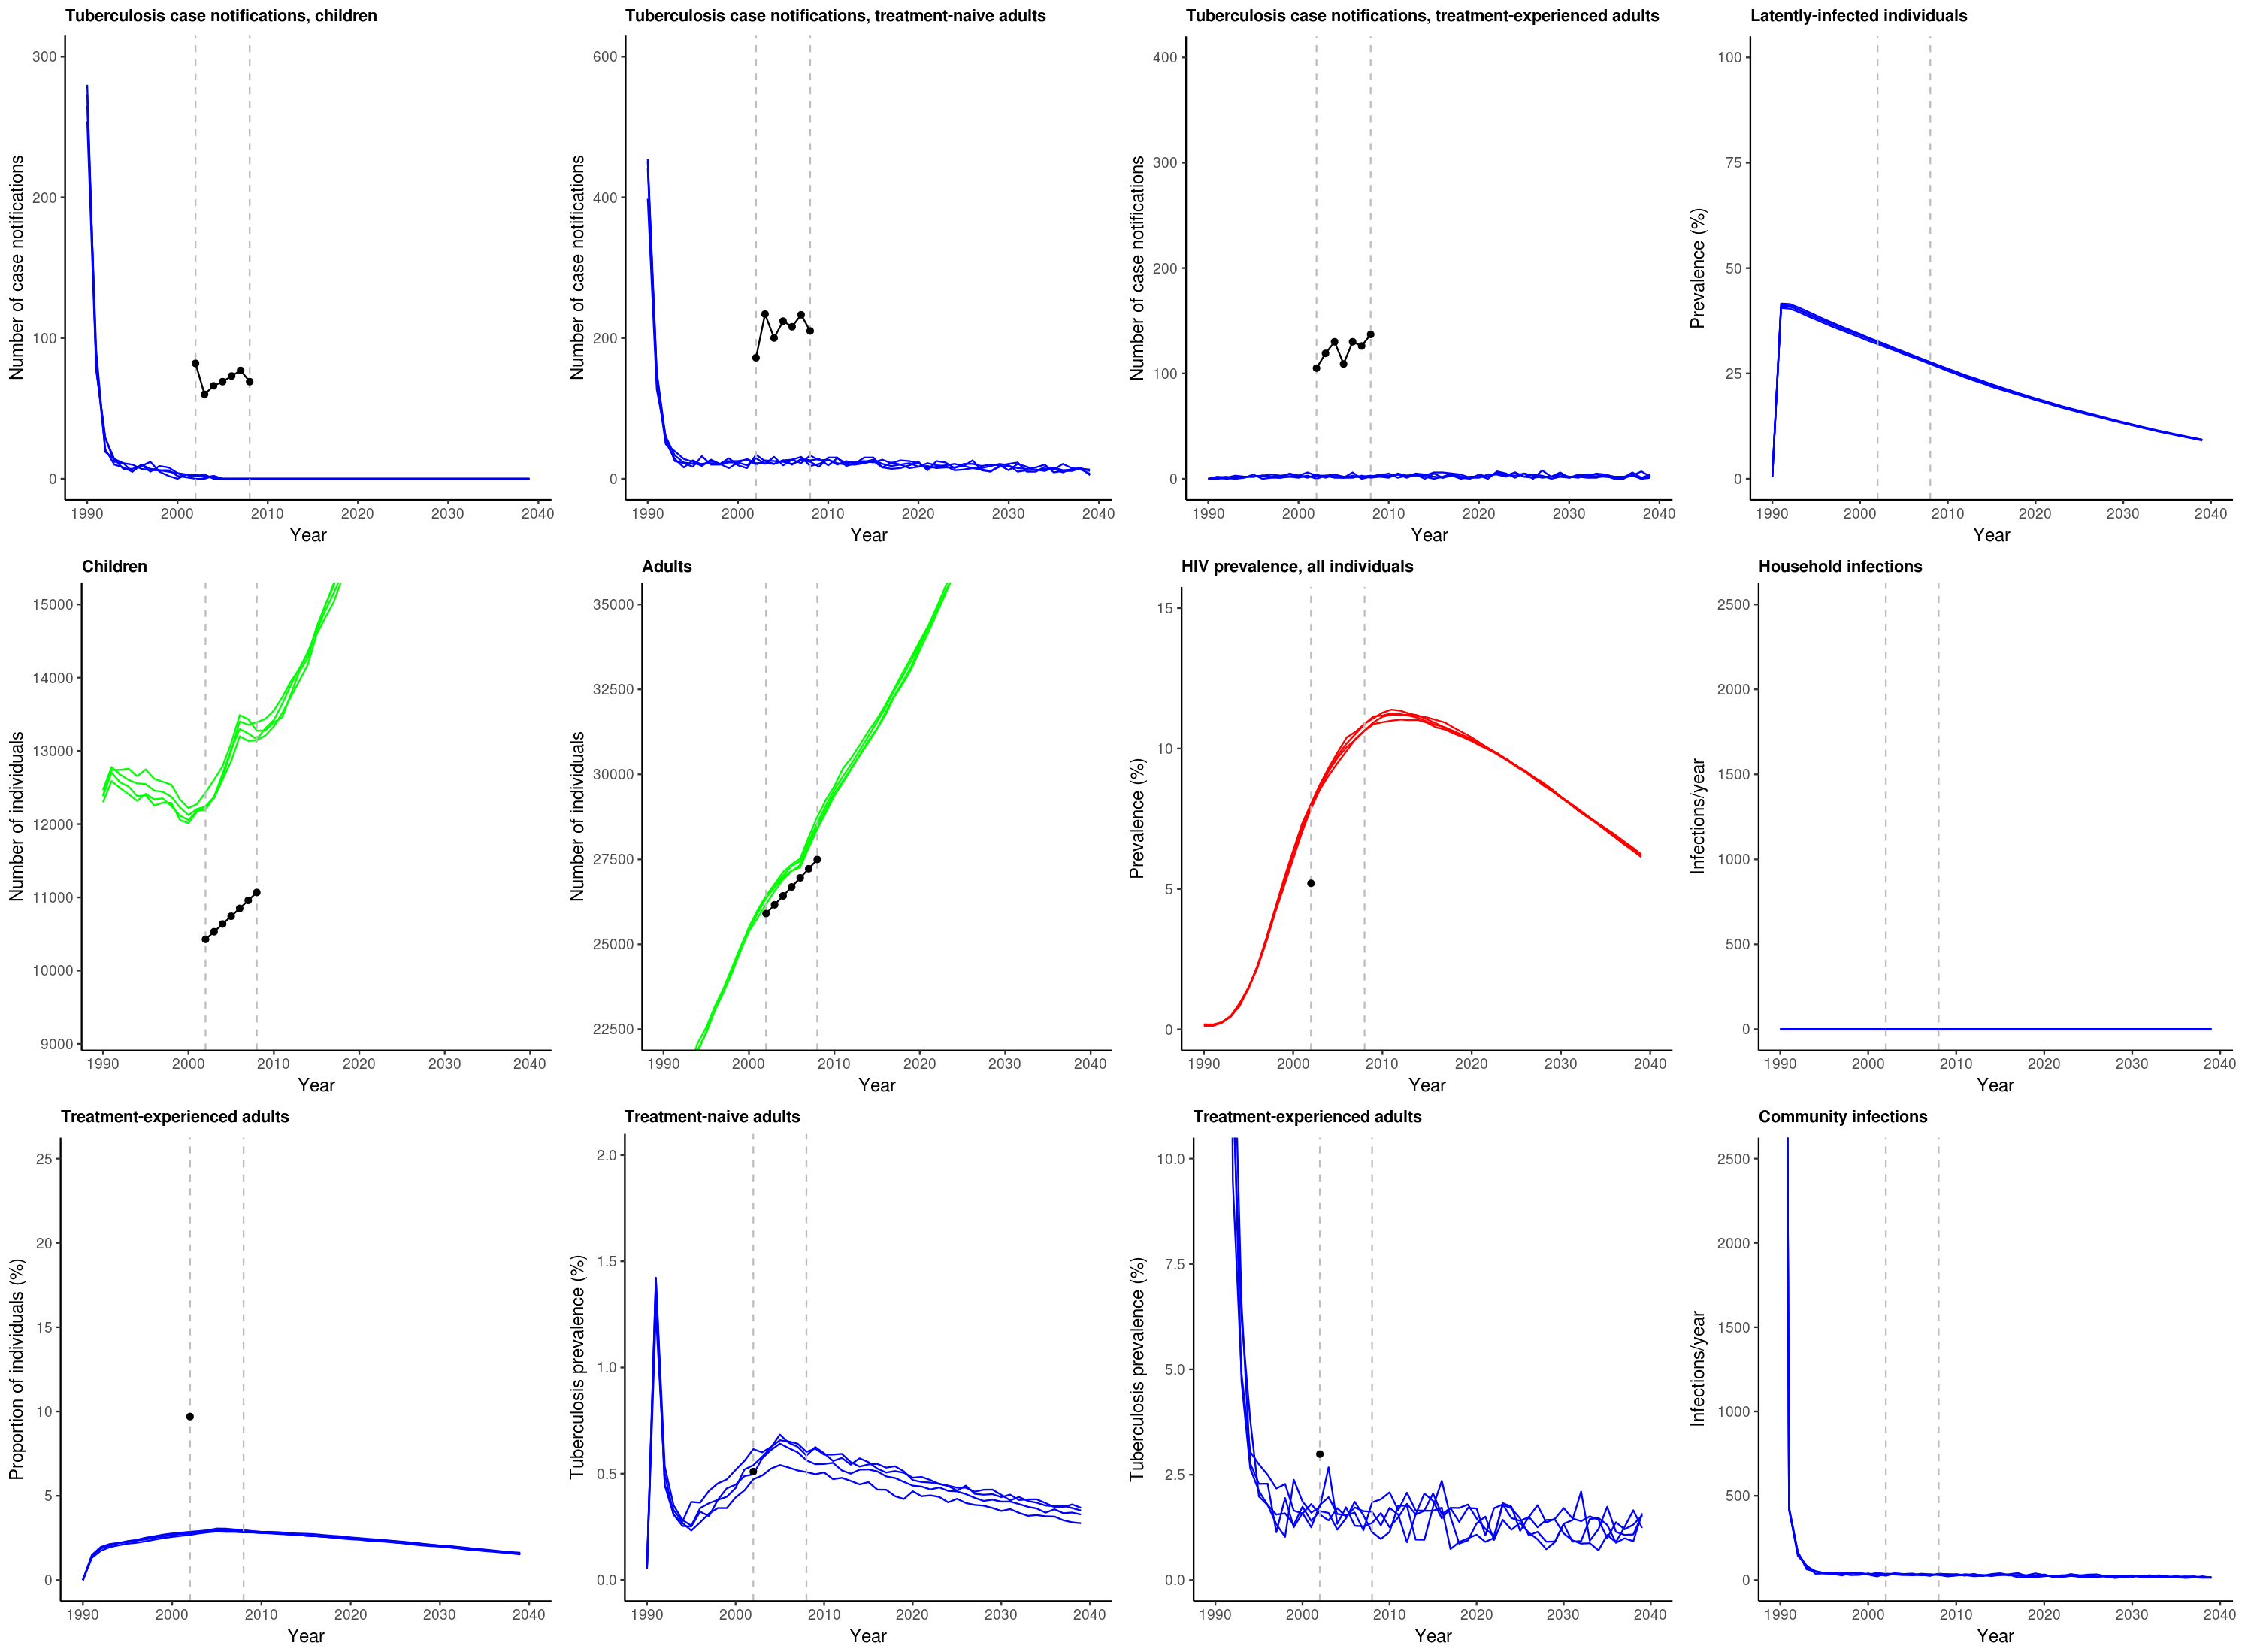 Tuberculosis case notifications, children
Number of case notifications
300
200
100
0
1990 2000 2010 2020 2030 2040
Year
Tuberculosis case notifications, treatment-naive adults
Number of case notifications
600
400
200
0
1990 2000 2010 2020 2030 2040
Year
Tuberculosis case notifications, treatment-experienced adults
Number of case notifications
400
300
200
100
0
1990 2000 2010 2020 2030 2040
Year
Latently-infected individuals
Prevalence (%)
100
75
50
25
0
1990 2000 2010 2020 2030 2040
Year
Children
Number of individuals
15000
14000
13000
12000
11000
10000
9000
1990 2000 2010 2020 2030 2040
Year
Adults
Number of individuals
35000
32500
30000
27500
25000
22500
1990 2000 2010 2020 2030 2040
Year
HIV prevalence, all individuals
Prevalence (%)
15
10
5
0
1990 2000 2010 2020 2030 2040
Year
Household infections
Infections/year
2500
2000
1500
1000
500
0
1990 2000 2010 2020 2030 2040
Year
Treatment-experienced adults
Proportion of individuals (%)
25
20
15
10
5
0
1990 2000 2010 2020 2030 2040
Year
Treatment-naive adults
Tuberculosis prevalence (%)
2.0
1.5
1.0
0.5
0.0
1990 2000 2010 2020 2030 2040
Year
Treatment-experienced adults
Tuberculosis prevalence (%)
10.0
7.5
5.0
2.5
0.0
1990 2000 2010 2020 2030 2040
Year
Community infections
Infections/year
2500
2000
1500
1000
500
0
1990 2000 2010 2020 2030 2040
Year